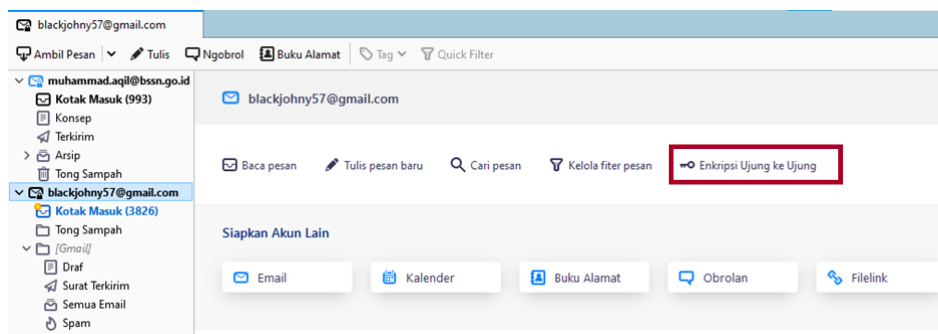 blackjohny57@gmail.com
Ambil Pesan Tulis Ngobrol Buku Alamat Tag Quick Filter
muhammad.aqil@bssn.go.id
Kotak Masuk (993)
Konsep
Terkirim
Arsip
Tong Sampah
blackjohny57@gmail.com
Kotak Masuk (3826)
Tong Sampah
[Gmail]
Draf
Surat Terkirim
Semua Email
Spam
blackjohny57@gmail.com
Baca pesan Tulis pesan baru Cari pesan Kelola fiter pesan Enkripsi Ujung ke Ujung
Siapkan Akun Lain
Email Kalender Buku Alamat Obrolan Filelink